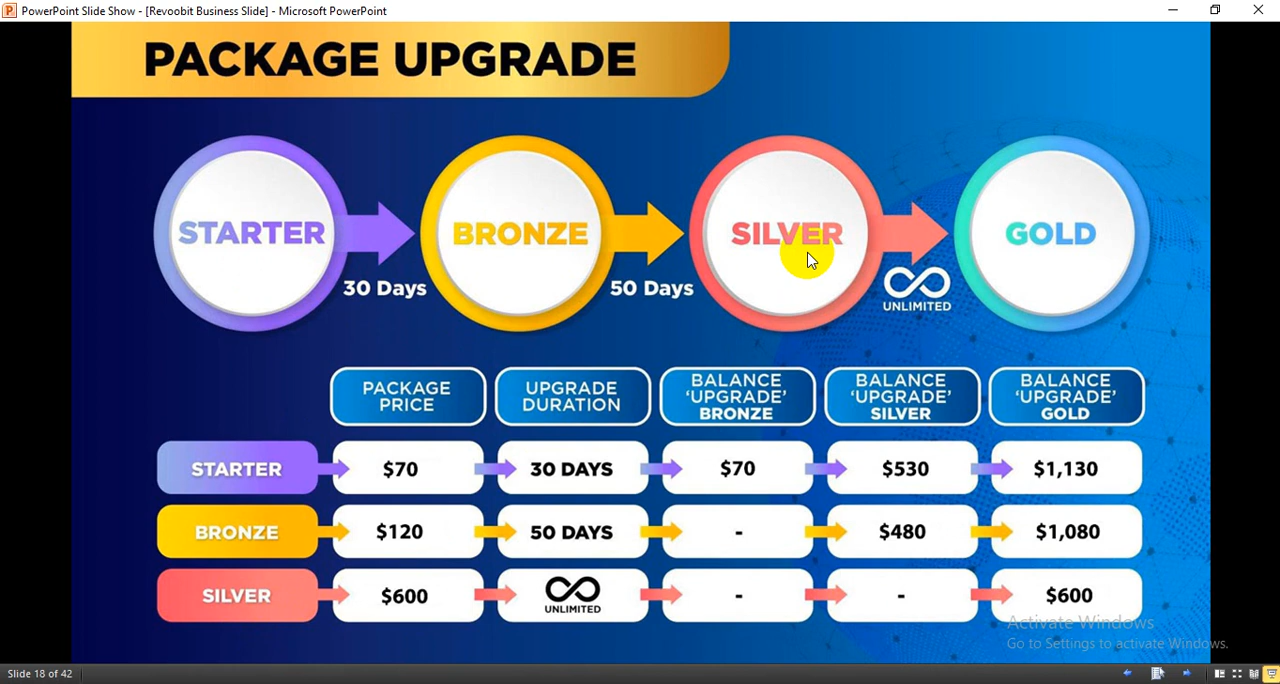 PowerPoint Slide Show - [Revoobit Business Slide] - Microsoft PowerPoint
PACKAGE UPGRADE
STARTER
BRONZE
SILVER
GOLD
30 Days
50 Days
UNLIMITED
PACKAGE
PRICE
UPGRADE
DURATION
BALANCE
‘UPGRADE’
BRONZE
BALANCE
‘UPGRADE’
SILVER
BALANCE
‘UPGRADE’
GOLD
STARTER $70 30 DAYS $70 $530 $1,130
BRONZE $120 50 DAYS - $480 $1,080
SILVER $600 UNLIMITED - - $600
Activate Windows
Go to Settings to activate Windows.
Slide 18 of 42